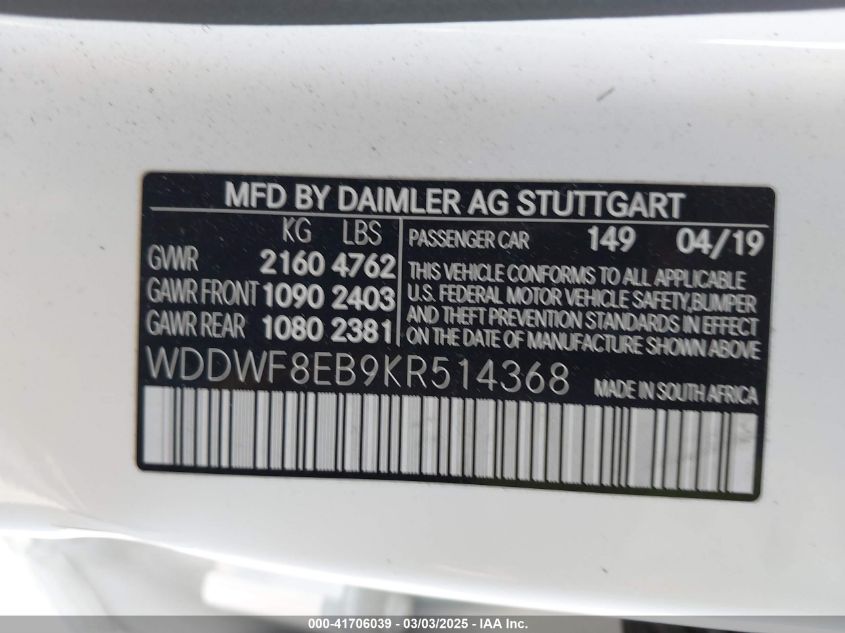 MFD BY DAIMLER AG STUTTGART
KG LBS
GVWR 2160 4762
GAWR FRONT 1090 2403
GAWR REAR 1080 2381
PASSENGER CAR 149 04/19
THIS VEHICLE CONFORMS TO ALL APPLICABLE
U.S. FEDERAL MOTOR VEHICLE SAFETY,BUMPER
AND THEFT PREVENTION STANDARDS IN EFFECT
ON THE DATE OF MANUFACTURE SHOWN ABOVE
WDDWF8EB9KR514368 MADE IN SOUTH AFRICA
000-41706039 - 03/03/2025 - IAAI.com